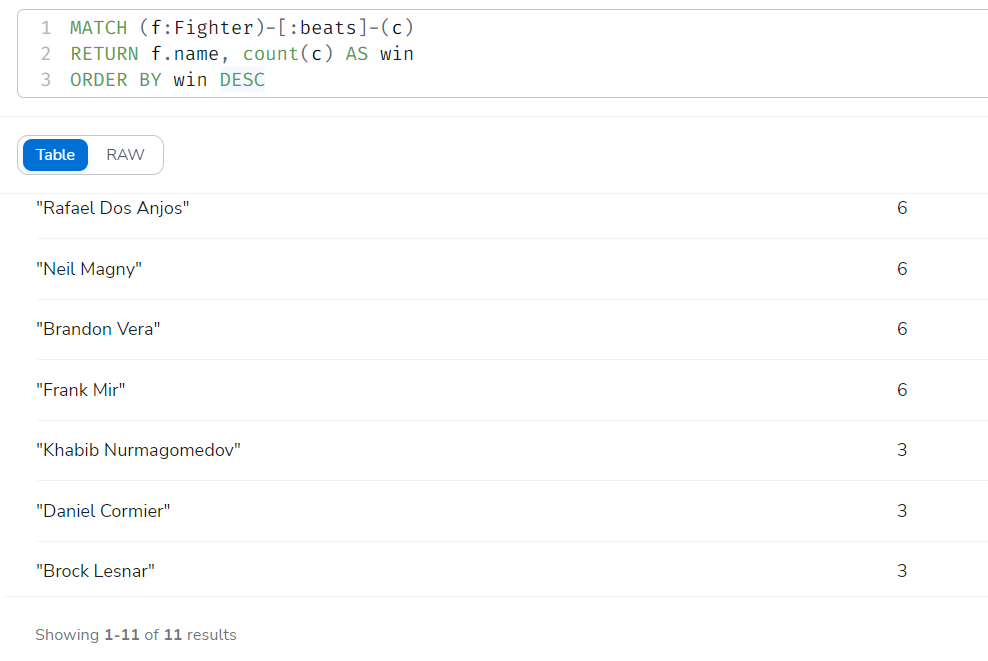 1 MATCH (f:Fighter)-[:beats]-(c)
2 RETURN f.name, count(c) AS win
3 ORDER BY win DESC
Table RAW
"Rafael Dos Anjos" 6
"Neil Magny" 6
"Brandon Vera" 6
"Frank Mir" 6
"Khabib Nurmagomedov" 3
"Daniel Cormier" 3
"Brock Lesnar" 3
Showing 1-11 of 11 results